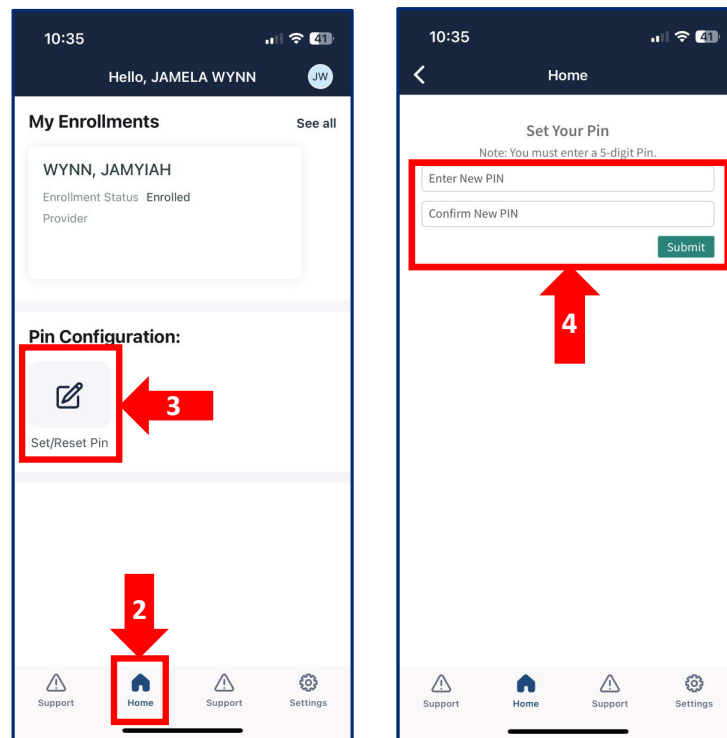 10:35
41
Hello, JAMELA WYNN
JW
My Enrollments
See all
WYNN, JAMYIAH
Enrollment Status Enrolled
Provider
Pin Configuration:
3
Set/Reset Pin
2
Support
Home
Support
Settings
10:35
41
Home
Set Your Pin
Note: You must enter a 5-digit Pin.
Enter New PIN
Confirm New PIN
Submit
4
Support
Home
Support
Settings